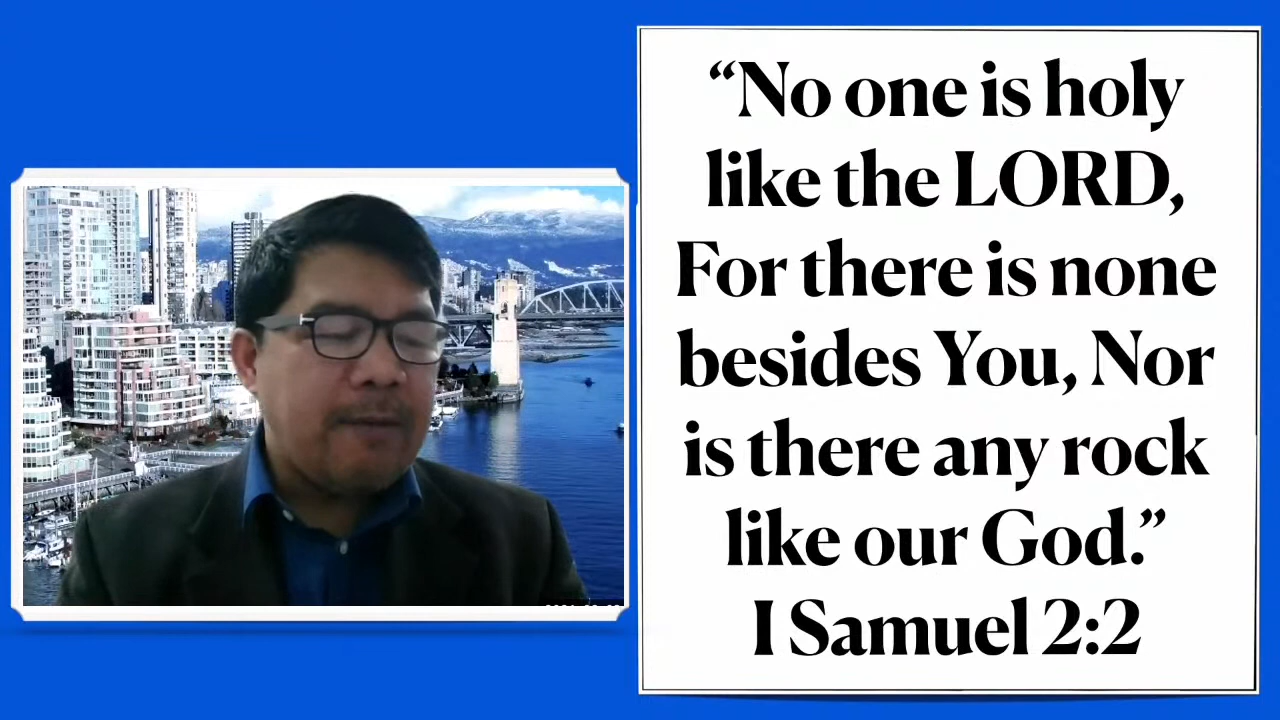 “No one is holy
like the LORD,
For there is none
besides You, Nor
is there any rock
like our God.”
I Samuel 2:2